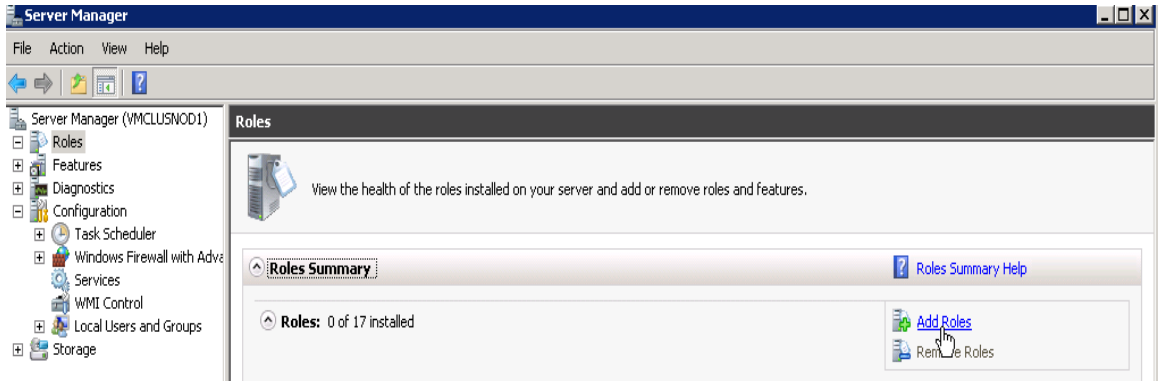 Server Manager
File Action View Help
Server Manager (VMCLUSNOD1)
Roles
Features
Diagnostics
Configuration
Task Scheduler
Windows Firewall with Adva
Services
WMI Control
Local Users and Groups
Storage
Roles
View the health of the roles installed on your server and add or remove roles and features.
Roles Summary
Roles Summary Help
Roles: 0 of 17 installed
Add Roles
Remove Roles